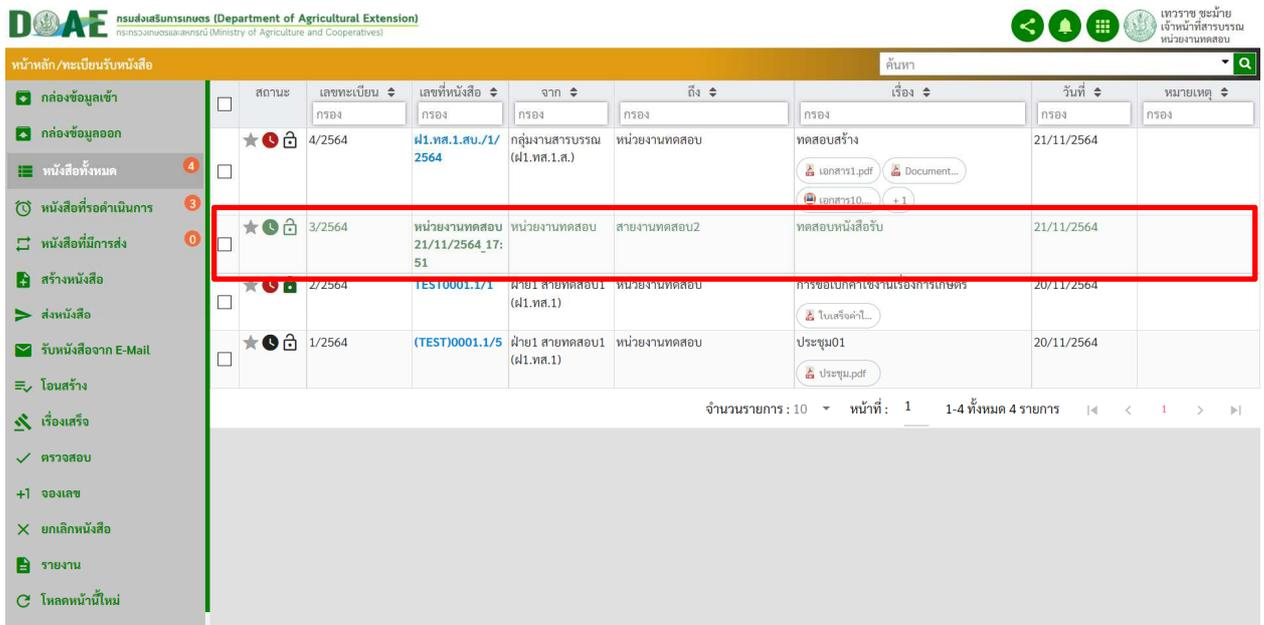 DOAE กรมส่งเสริมการเกษตร (Department of Agricultural Extension)
กระทรวงเกษตรและสหกรณ์ (Ministry of Agriculture and Cooperatives)
เทวราช ชะม้าย
เจ้าหน้าที่สารบรรณ
หน่วยงานทดสอบ
หน้าหลัก/ทะเบียนรับหนังสือ
ค้นหา
กล่องข้อมูลเข้า
กล่องข้อมูลออก
หนังสือทั้งหมด 4
หนังสือที่รอดำเนินการ 3
หนังสือที่มีการส่ง 0
สร้างหนังสือ
ส่งหนังสือ
รับหนังสือจาก E-Mail
โอนสร้าง
เรื่องเสร็จ
ตรวจสอบ
+1 จองเลข
ยกเลิกหนังสือ
รายงาน
โหลดหน้านี้ใหม่
สถานะ เลขทะเบียน เลขที่หนังสือ จาก ถึง เรื่อง วันที่ หมายเหตุ
กรอง กรอง กรอง กรอง กรอง กรอง กรอง
4/2564 ฝ1.ทส.1.สบ./1/ กลุ่มงานสารบรรณ หน่วยงานทดสอบ ทดสอบสร้าง 21/11/2564
2564 (ฝ1.ทส.1.ส.)
เอกสาร1.pdf Document...
เอกสาร10.... + 1
3/2564 หน่วยงานทดสอบ หน่วยงานทดสอบ สายงานทดสอบ2 ทดสอบหนังสือรับ 21/11/2564
21/11/2564_17:
51
2/2564 TEST0001.1/1 ฝ่าย1 สายทดสอบ1 หน่วยงานทดสอบ การขอเบิกค่าใช้งานเรื่องการเกษตร 20/11/2564
(ฝ1.ทส.1)
ใบเสร็จค่าใ...
1/2564 (TEST)0001.1/5 ฝ่าย1 สายทดสอบ1 หน่วยงานทดสอบ ประชุม01 20/11/2564
(ฝ1.ทส.1)
ประชุม.pdf
จำนวนรายการ : 10 หน้าที่ : 1 1-4 ทั้งหมด 4 รายการ 1